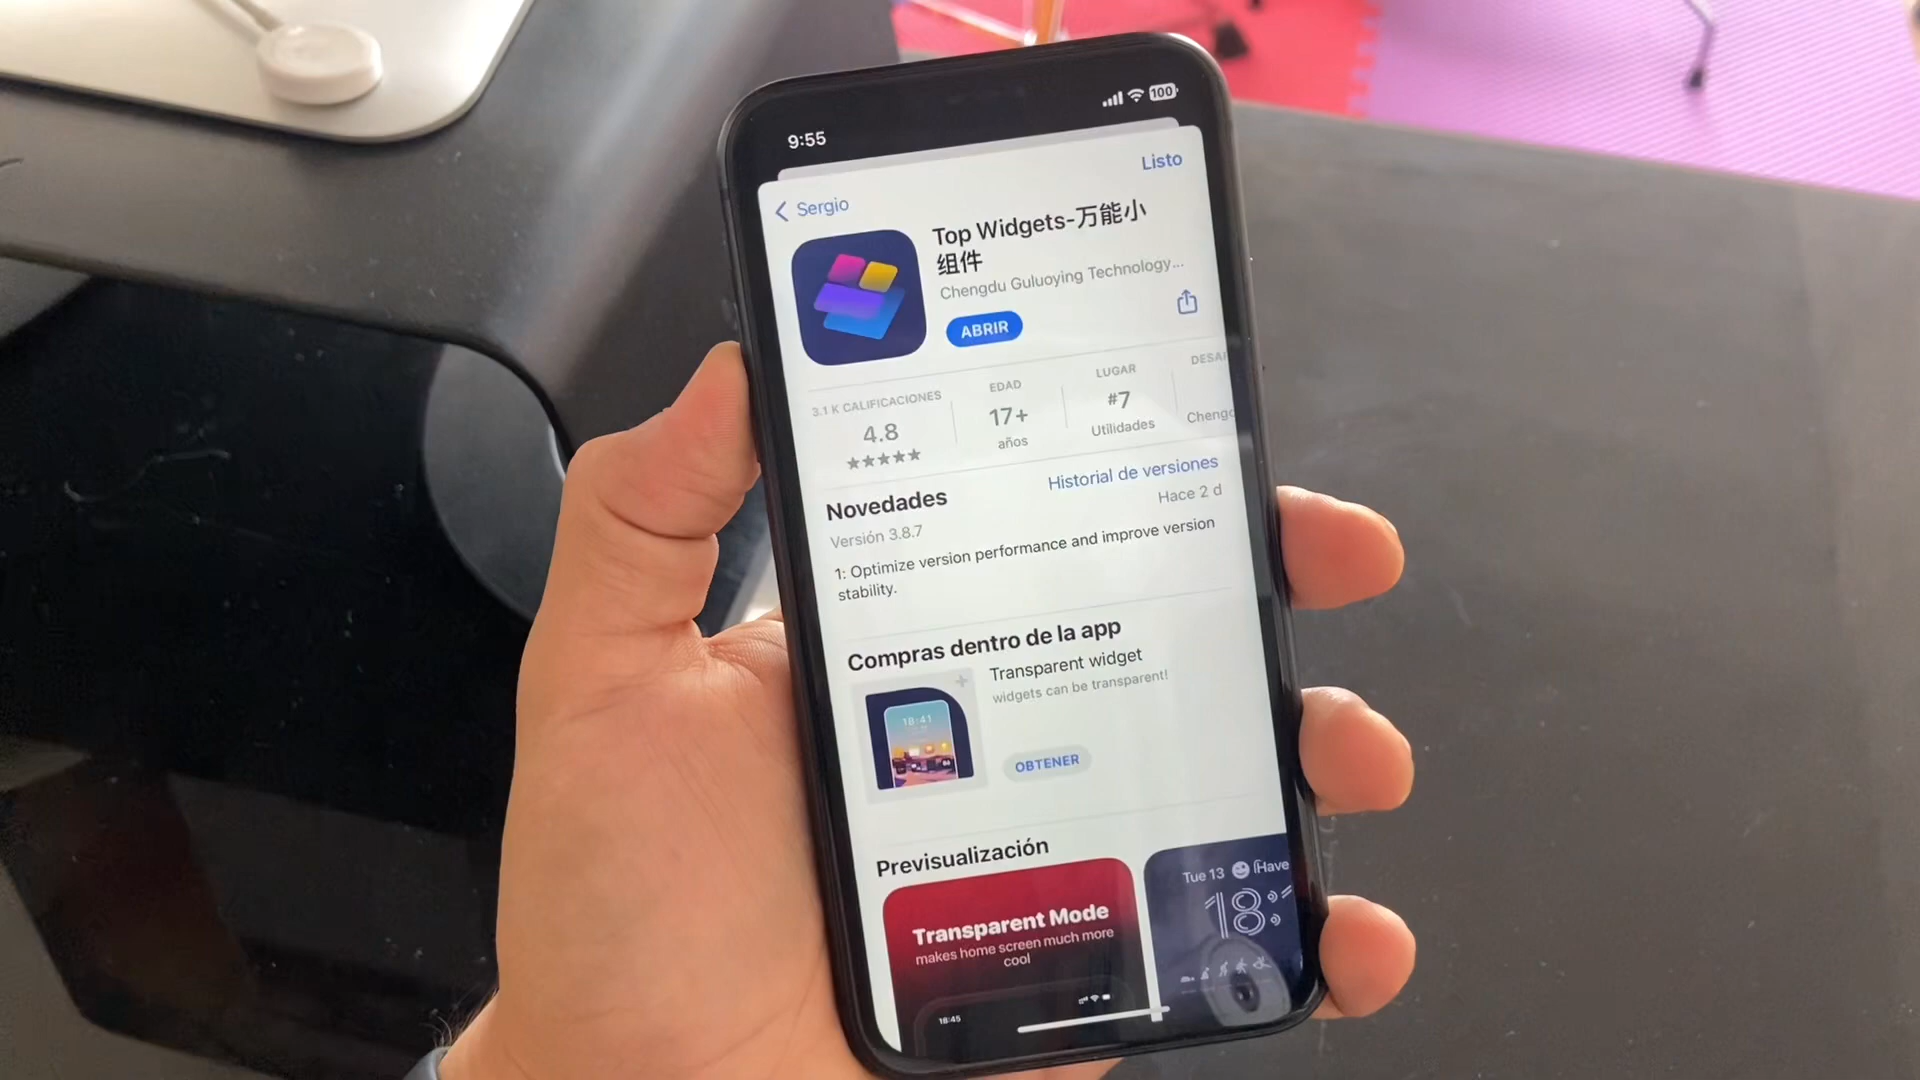 9:55
100
Listo
Sergio
Top Widgets-万能小
组件
Chengdu Guluoying Technology...
ABRIR
3.1 K CALIFICACIONES
4.8
EDAD
17+
años
LUGAR
#7
Utilidades
DESAR
Chengd
Novedades
Historial de versiones
Versión 3.8.7
Hace 2 d
1: Optimize version performance and improve version
stability.
Compras dentro de la app
Transparent widget
widgets can be transparent!
18:41
OBTENER
Previsualización
Transparent Mode
makes home screen much more
cool
18:45
Tue 13
Have
18